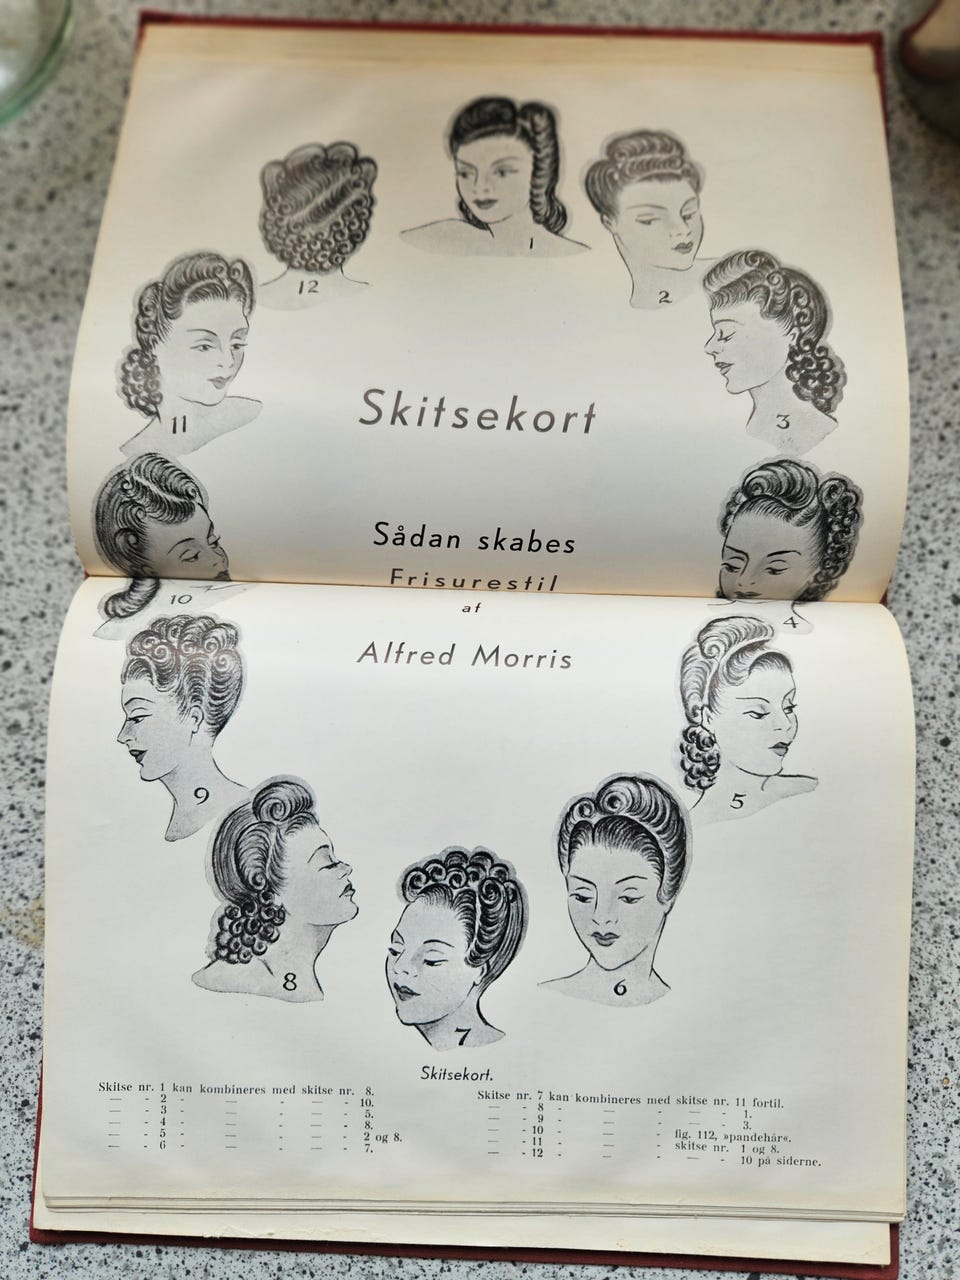 1
12
2
11
3
Skitsekort
Sådan skabes
Frisurestil
10
af
4
Alfred Morris
9
5
8
6
7
Skitsekort.
Skitse nr. 1 kan kombineres med skitse nr. 8.
— - 2 - — - - — - 10.
— - 3 - — - - — - 5.
— - 4 - — - - — - 8.
— - 5 - — - - — - 2 og 8.
— - 6 - — - - — - 7.
Skitse nr. 7 kan kombineres med skitse nr. 11 fortil.
— - 8 - — - - — - 1.
— - 9 - — - - — - 3.
— - 10 - — - fig. 112, »pandehår«.
— - 11 - — - skitse nr. 1 og 8.
— - 12 - — - - — - 10 på siderne.